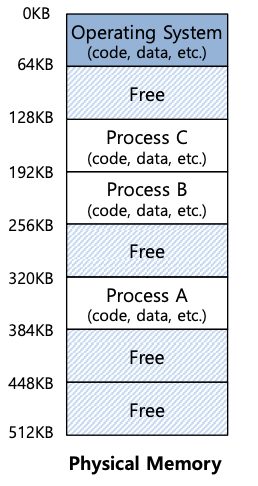 0KB
Operating System
(code, data, etc.)
64KB
Free
128KB
Process C
(code, data, etc.)
192KB
Process B
(code, data, etc.)
256KB
Free
320KB
Process A
(code, data, etc.)
384KB
Free
448KB
Free
512KB
Physical Memory